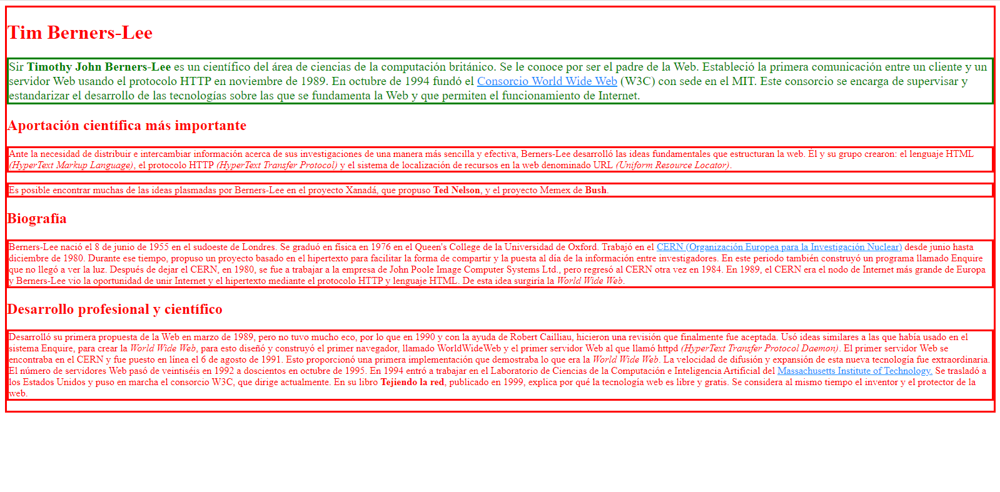 Tim Berners-Lee
Sir Timothy John Berners-Lee es un científico del área de ciencias de la computación británico. Se le conoce por ser el padre de la Web. Estableció la primera comunicación entre un cliente y un
servidor Web usando el protocolo HTTP en noviembre de 1989. En octubre de 1994 fundó el Consorcio World Wide Web (W3C) con sede en el MIT. Este consorcio se encarga de supervisar y
estandarizar el desarrollo de las tecnologías sobre las que se fundamenta la Web y que permiten el funcionamiento de Internet.
Aportación científica más importante
Ante la necesidad de distribuir e intercambiar información acerca de sus investigaciones de una manera más sencilla y efectiva, Berners-Lee desarrolló las ideas fundamentales que estructuran la web. Él y su grupo crearon: el lenguaje HTML
(HyperText Markup Language), el protocolo HTTP (HyperText Transfer Protocol) y el sistema de localización de recursos en la web denominado URL (Uniform Resource Locator).
Es posible encontrar muchas de las ideas plasmadas por Berners-Lee en el proyecto Xanadá, que propuso Ted Nelson, y el proyecto Memex de Bush.
Biografía
Berners-Lee nació el 8 de junio de 1955 en el sudoeste de Londres. Se graduó en física en 1976 en el Queen's College de la Universidad de Oxford. Trabajó en el CERN (Organización Europea para la Investigación Nuclear) desde junio hasta
diciembre de 1980. Durante ese tiempo, propuso un proyecto basado en el hipertexto para facilitar la forma de compartir y la puesta al día de la información entre investigadores. En este periodo también construyó un programa llamado Enquire
que no llegó a ver la luz. Después de dejar el CERN, en 1980, se fue a trabajar a la empresa de John Poole Image Computer Systems Ltd., pero regresó al CERN otra vez en 1984. En 1989, el CERN era el nodo de Internet más grande de Europa
y Berners-Lee vio la oportunidad de unir Internet y el hipertexto mediante el protocolo HTTP y lenguaje HTML. De esta idea surgiría la World Wide Web.
Desarrollo profesional y científico
Desarrolló su primera propuesta de la Web en marzo de 1989, pero no tuvo mucho eco, por lo que en 1990 y con la ayuda de Robert Cailliau, hicieron una revisión que finalmente fue aceptada. Usó ideas similares a las que había usado en el
sistema Enquire, para crear la World Wide Web, para esto diseñó y construyó el primer navegador, llamado WorldWideWeb y el primer servidor Web al que llamó httpd (HyperText Transfer Protocol Daemon). El primer servidor Web se
encontraba en el CERN y fue puesto en línea el 6 de agosto de 1991. Esto proporcionó una primera implementación que demostraba lo que era la World Wide Web. La velocidad de difusión y expansión de esta nueva tecnología fue extraordinaria.
El número de servidores Web pasó de veintiséis en 1992 a doscientos en octubre de 1995. En 1994 entró a trabajar en el Laboratorio de Ciencias de la Computación e Inteligencia Artificial del Massachusetts Institute of Technology. Se trasladó a
los Estados Unidos y puso en marcha el consorcio W3C, que dirige actualmente. En su libro Tejiendo la red, publicado en 1999, explica por qué la tecnología web es libre y gratis. Se considera al mismo tiempo el inventor y el protector de la
web.